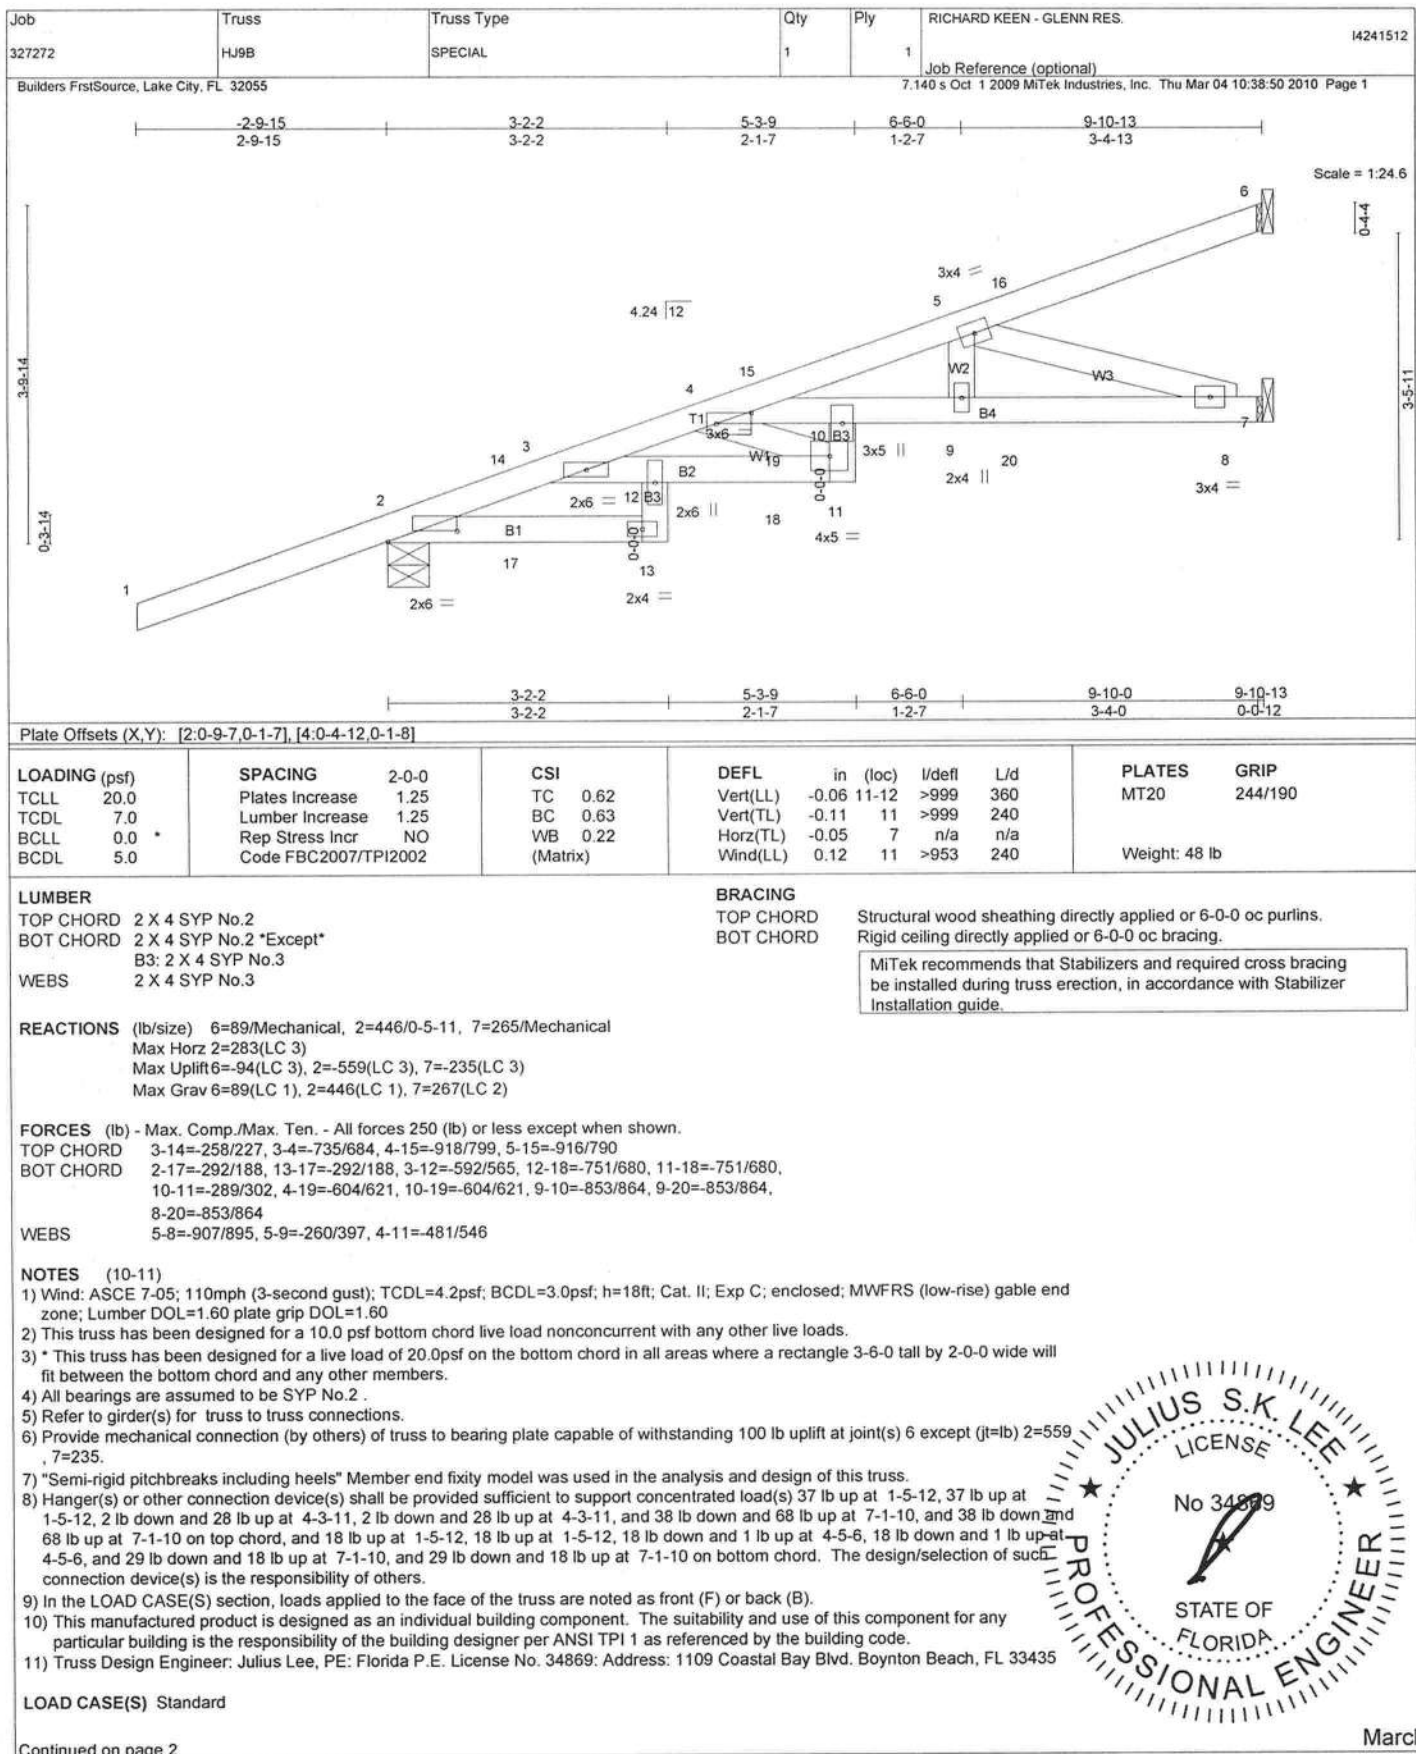 Job Truss Truss Type Qty Ply RICHARD KEEN - GLENN RES.
I4241512
327272 HJ9B SPECIAL 1 1
Job Reference (optional)
Builders FrstSource, Lake City, FL 32055 7.140 s Oct 1 2009 MiTek Industries, Inc. Thu Mar 04 10:38:50 2010 Page 1
-2-9-15 3-2-2 5-3-9 6-6-0 9-10-13
2-9-15 3-2-2 2-1-7 1-2-7 3-4-13
Scale = 1:24.6
6
0-4-4
3x4 =
16
5
4.24 12
3-9-14
15
W2
W3
3-5-11
4
T1
B4
3x6 =
10 B3
7
3
14
W1
19
3x5 ||
9
20
8
B2
2x4 ||
3x4 =
2
2x6 =
12 B3
2x6 ||
0-0-0
18
11
0-3-14
B1
4x5 =
0-0-0
17
13
1
2x6 =
2x4 =
3-2-2 5-3-9 6-6-0 9-10-0 9-10-13
3-2-2 2-1-7 1-2-7 3-4-0 0-0-12
Plate Offsets (X,Y): [2:0-9-7,0-1-7], [4:0-4-12,0-1-8]
LOADING (psf) SPACING 2-0-0 CSI DEFL in (loc) l/defl L/d PLATES GRIP
TCLL 20.0 Plates Increase 1.25 TC 0.62 Vert(LL) -0.06 11-12 >999 360 MT20 244/190
TCDL 7.0 Lumber Increase 1.25 BC 0.63 Vert(TL) -0.11 11 >999 240
BCLL 0.0 * Rep Stress Incr NO WB 0.22 Horz(TL) -0.05 7 n/a n/a
BCDL 5.0 Code FBC2007/TPI2002 (Matrix) Wind(LL) 0.12 11 >953 240 Weight: 48 lb
LUMBER
TOP CHORD 2 X 4 SYP No.2
BOT CHORD 2 X 4 SYP No.2 *Except*
B3: 2 X 4 SYP No.3
WEBS 2 X 4 SYP No.3
BRACING
TOP CHORD Structural wood sheathing directly applied or 6-0-0 oc purlins.
BOT CHORD Rigid ceiling directly applied or 6-0-0 oc bracing.
MiTek recommends that Stabilizers and required cross bracing
be installed during truss erection, in accordance with Stabilizer
Installation guide.
REACTIONS (lb/size) 6=89/Mechanical, 2=446/0-5-11, 7=265/Mechanical
Max Horz 2=283(LC 3)
Max Uplift6=-94(LC 3), 2=-559(LC 3), 7=-235(LC 3)
Max Grav 6=89(LC 1), 2=446(LC 1), 7=267(LC 2)
FORCES (lb) - Max. Comp./Max. Ten. - All forces 250 (lb) or less except when shown.
TOP CHORD 3-14=-258/227, 3-4=-735/684, 4-15=-918/799, 5-15=-916/790
BOT CHORD 2-17=-292/188, 13-17=-292/188, 3-12=-592/565, 12-18=-751/680, 11-18=-751/680,
10-11=-289/302, 4-19=-604/621, 10-19=-604/621, 9-10=-853/864, 9-20=-853/864,
8-20=-853/864
WEBS 5-8=-907/895, 5-9=-260/397, 4-11=-481/546
NOTES (10-11)
1) Wind: ASCE 7-05; 110mph (3-second gust); TCDL=4.2psf; BCDL=3.0psf; h=18ft; Cat. II; Exp C; enclosed; MWFRS (low-rise) gable end
zone; Lumber DOL=1.60 plate grip DOL=1.60
2) This truss has been designed for a 10.0 psf bottom chord live load nonconcurrent with any other live loads.
3) * This truss has been designed for a live load of 20.0psf on the bottom chord in all areas where a rectangle 3-6-0 tall by 2-0-0 wide will
fit between the bottom chord and any other members.
4) All bearings are assumed to be SYP No.2 .
5) Refer to girder(s) for truss to truss connections.
6) Provide mechanical connection (by others) of truss to bearing plate capable of withstanding 100 lb uplift at joint(s) 6 except (jt=lb) 2=559
, 7=235.
7) "Semi-rigid pitchbreaks including heels" Member end fixity model was used in the analysis and design of this truss.
8) Hanger(s) or other connection device(s) shall be provided sufficient to support concentrated load(s) 37 lb up at 1-5-12, 37 lb up at
1-5-12, 2 lb down and 28 lb up at 4-3-11, 2 lb down and 28 lb up at 4-3-11, and 38 lb down and 68 lb up at 7-1-10, and 38 lb down and
68 lb up at 7-1-10 on top chord, and 18 lb up at 1-5-12, 18 lb up at 1-5-12, 18 lb down and 1 lb up at 4-5-6, 18 lb down and 1 lb up at
4-5-6, and 29 lb down and 18 lb up at 7-1-10, and 29 lb down and 18 lb up at 7-1-10 on bottom chord. The design/selection of such
connection device(s) is the responsibility of others.
9) In the LOAD CASE(S) section, loads applied to the face of the truss are noted as front (F) or back (B).
10) This manufactured product is designed as an individual building component. The suitability and use of this component for any
particular building is the responsibility of the building designer per ANSI TPI 1 as referenced by the building code.
11) Truss Design Engineer: Julius Lee, PE: Florida P.E. License No. 34869: Address: 1109 Coastal Bay Blvd. Boynton Beach, FL 33435
LOAD CASE(S) Standard
JULIUS S.K. LEE
LICENSE
No 34869
STATE OF
FLORIDA
PROFESSIONAL ENGINEER
Continued on page 2